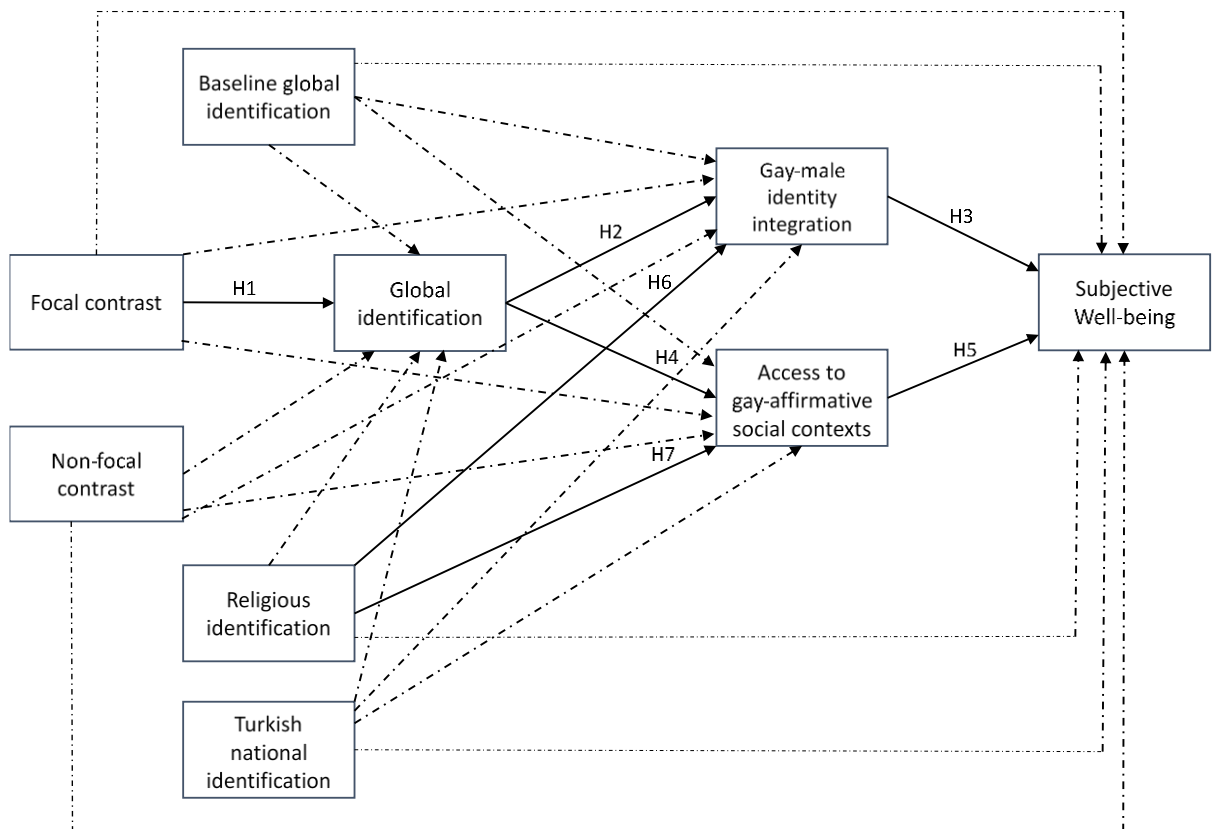 Baseline global
identification
Gay-male
identity
integration
H3
H2
H6
Focal contrast
H1
Global
identification
Subjective
Well-being
H4
H5
Access to
gay-affirmative
social contexts
H7
Non-focal
contrast
Religious
identification
Turkish
national
identification